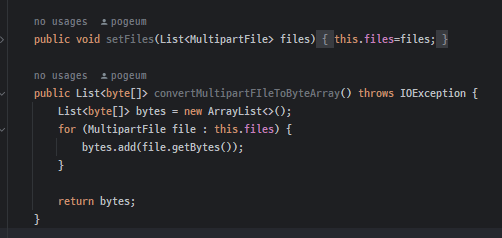 no usages pogeum
public void setFiles(List<MultipartFile> files) { this.files=files; }
no usages pogeum
public List<byte[]> convertMultipartFIleToByteArray() throws IOException {
List<byte[]> bytes = new ArrayList<>();
for (MultipartFile file : this.files) {
bytes.add(file.getBytes());
}
return bytes;
}